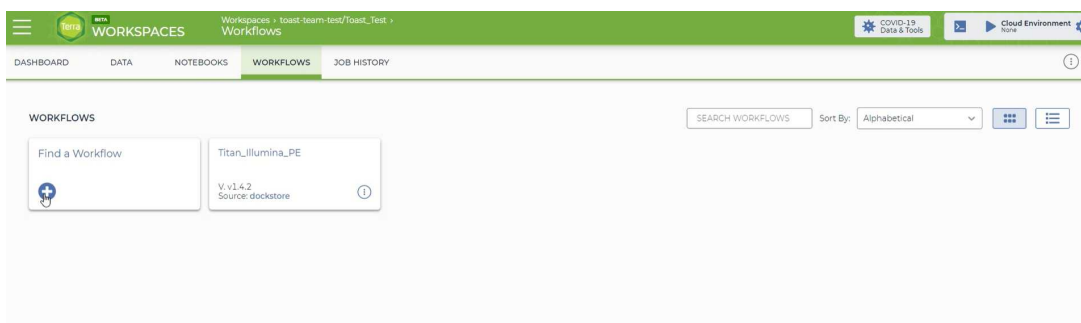 Terra
BETA
WORKSPACES
Workspaces › toast-team-test/Toast_Test ›
Workflows
COVID-19
Data & Tools
Cloud Environment
None
DASHBOARD DATA NOTEBOOKS WORKFLOWS JOB HISTORY
WORKFLOWS
SEARCH WORKFLOWS Sort By: Alphabetical
Find a Workflow
Titan_Illumina_PE
V. v1.4.2
Source: dockstore